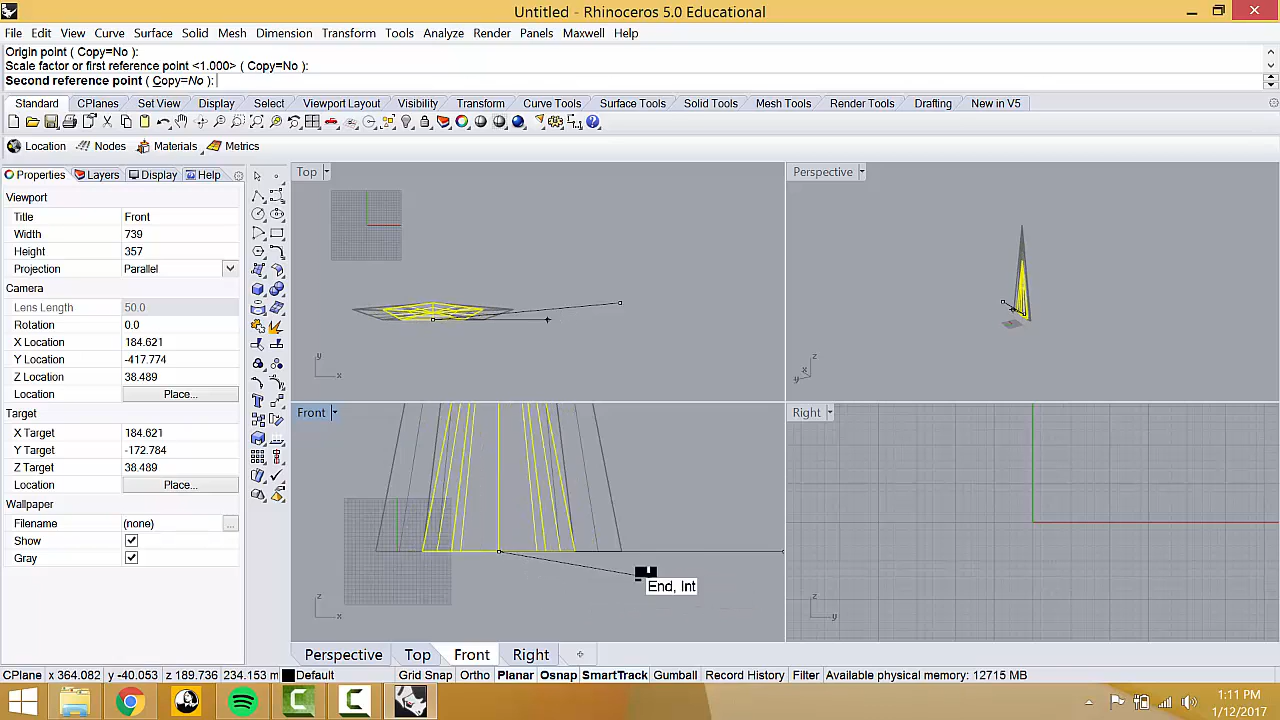 Untitled - Rhinoceros 5.0 Educational
File Edit View Curve Surface Solid Mesh Dimension Transform Tools Analyze Render Panels Maxwell Help
Origin point ( Copy=No ):
Scale factor or first reference point <1.000> ( Copy=No ):
Second reference point ( Copy=No ):
Standard CPlanes Set View Display Select Viewport Layout Visibility Transform Curve Tools Surface Tools Solid Tools Mesh Tools Render Tools Drafting New in V5
Location Nodes Materials Metrics
Properties Layers Display Help
Viewport
Title Front
Width 739
Height 357
Projection Parallel
Camera
Lens Length 50.0
Rotation 0.0
X Location 184.621
Y Location -417.774
Z Location 38.489
Location Place...
Target
X Target 184.621
Y Target -172.784
Z Target 38.489
Location Place...
Wallpaper
Filename (none) ...
Show
Gray
Top
y
x
Perspective
z
x
y
Front
End, Int
z
x
Right
z
y
Perspective Top Front Right
CPlane x 364.082 y -40.053 z 189.736 234.153 m Default Grid Snap Ortho Planar Osnap SmartTrack Gumball Record History Filter Available physical memory: 12715 MB
1:11 PM
1/12/2017